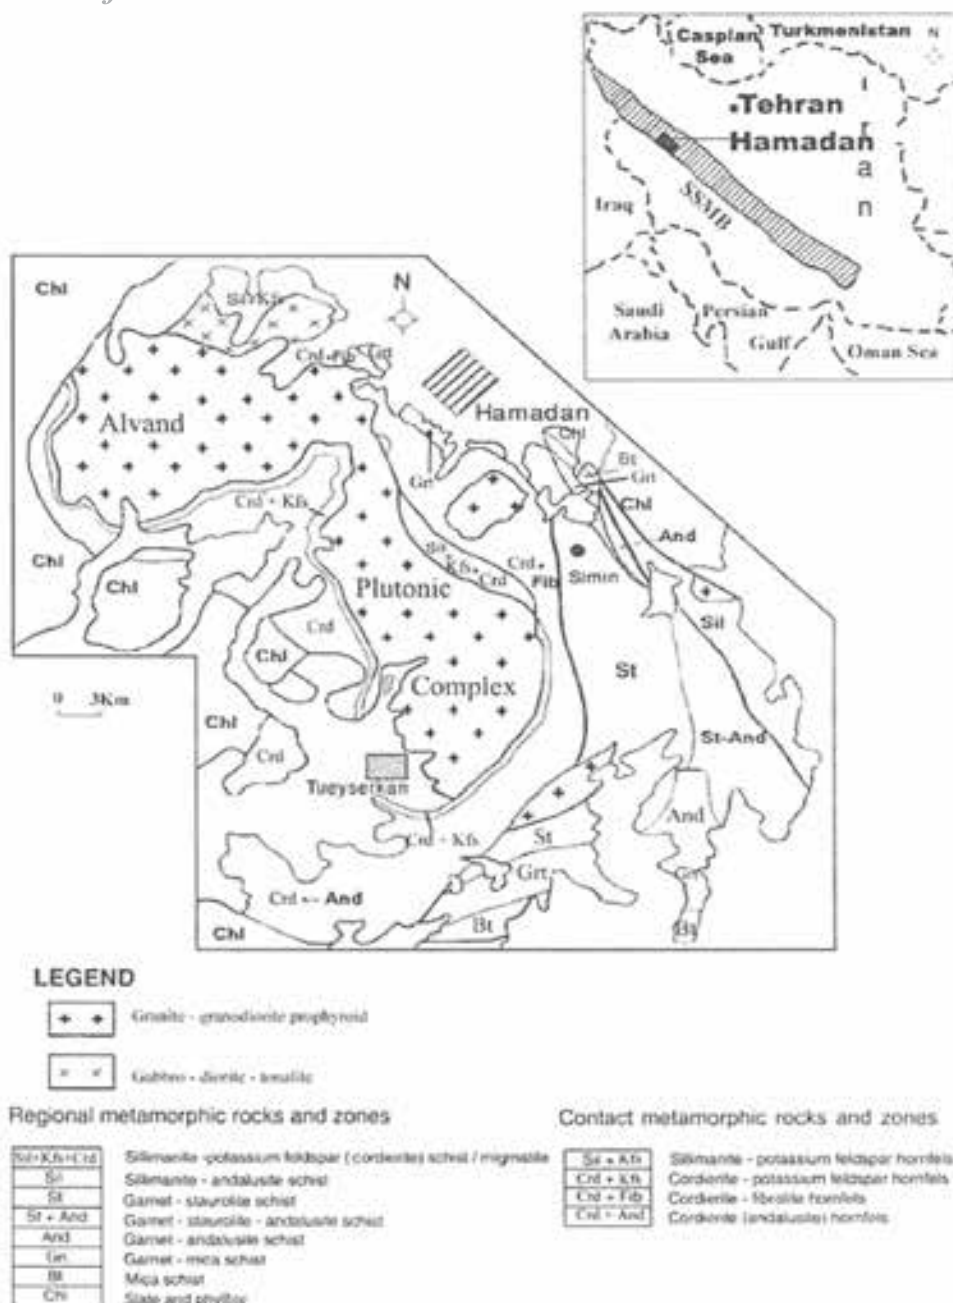 Caspian Turkmenistan N
Sea
Tehran
Hamadan
I
r
a
n
SSMB
Iraq
Saudi
Arabia
Persian
Gulf
Oman Sea
Chl
Sil+Kfs
N
Crd+Fib
Alvand
Hamadan
Chl
Bt
Grt
Chl
Grt
And
Crd + Kfs
Chl
Chl
Plutonic
Sil+
Kfs+
Crd
Crd+
Fib
Simin
Sil
Crd
Chl
St
Complex
0 3Km
Chl
Crd
St-And
Tueyserkan
And
Crd + Kfs
St
Grt
Crd + And
Chl
Bt
Grt
Bt
LEGEND
Granite - granodiorite prophyroid
Gabbro - diorite - tonalite
Regional metamorphic rocks and zones
Sil+Kfs+Crd Sillimanite -potassium feldspar ( cordierite) schist / migmatite
Sil Sillimanite - andalusite schist
St Garnet - staurolite schist
St + And Garnet - staurolite - andalusite schist
And Garnet - andalusite schist
Grt Garnet - mica schist
Bt Mica schist
Chl Slate and phyllite
Contact metamorphic rocks and zones
Sil + Kfs Sillimanite - potassium feldspar hornfels
Crd + Kfs Cordierite - potassium feldspar hornfels
Crd + Fib Cordierite - fibrolite hornfels
Crd + And Cordierite (andalusite) hornfels